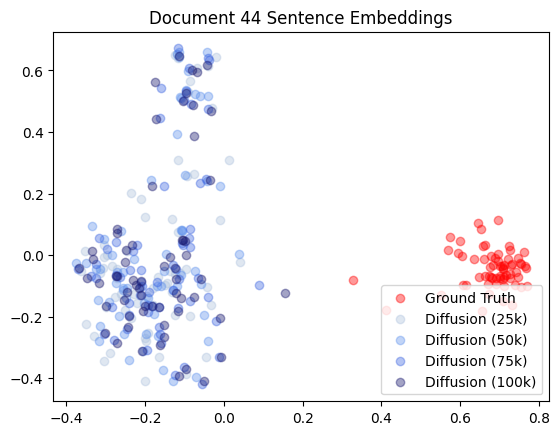 Document 44 Sentence Embeddings
0.6
0.4
0.2
0.0
−0.2
−0.4
−0.4 −0.2 0.0 0.2 0.4 0.6 0.8
Ground Truth
Diffusion (25k)
Diffusion (50k)
Diffusion (75k)
Diffusion (100k)